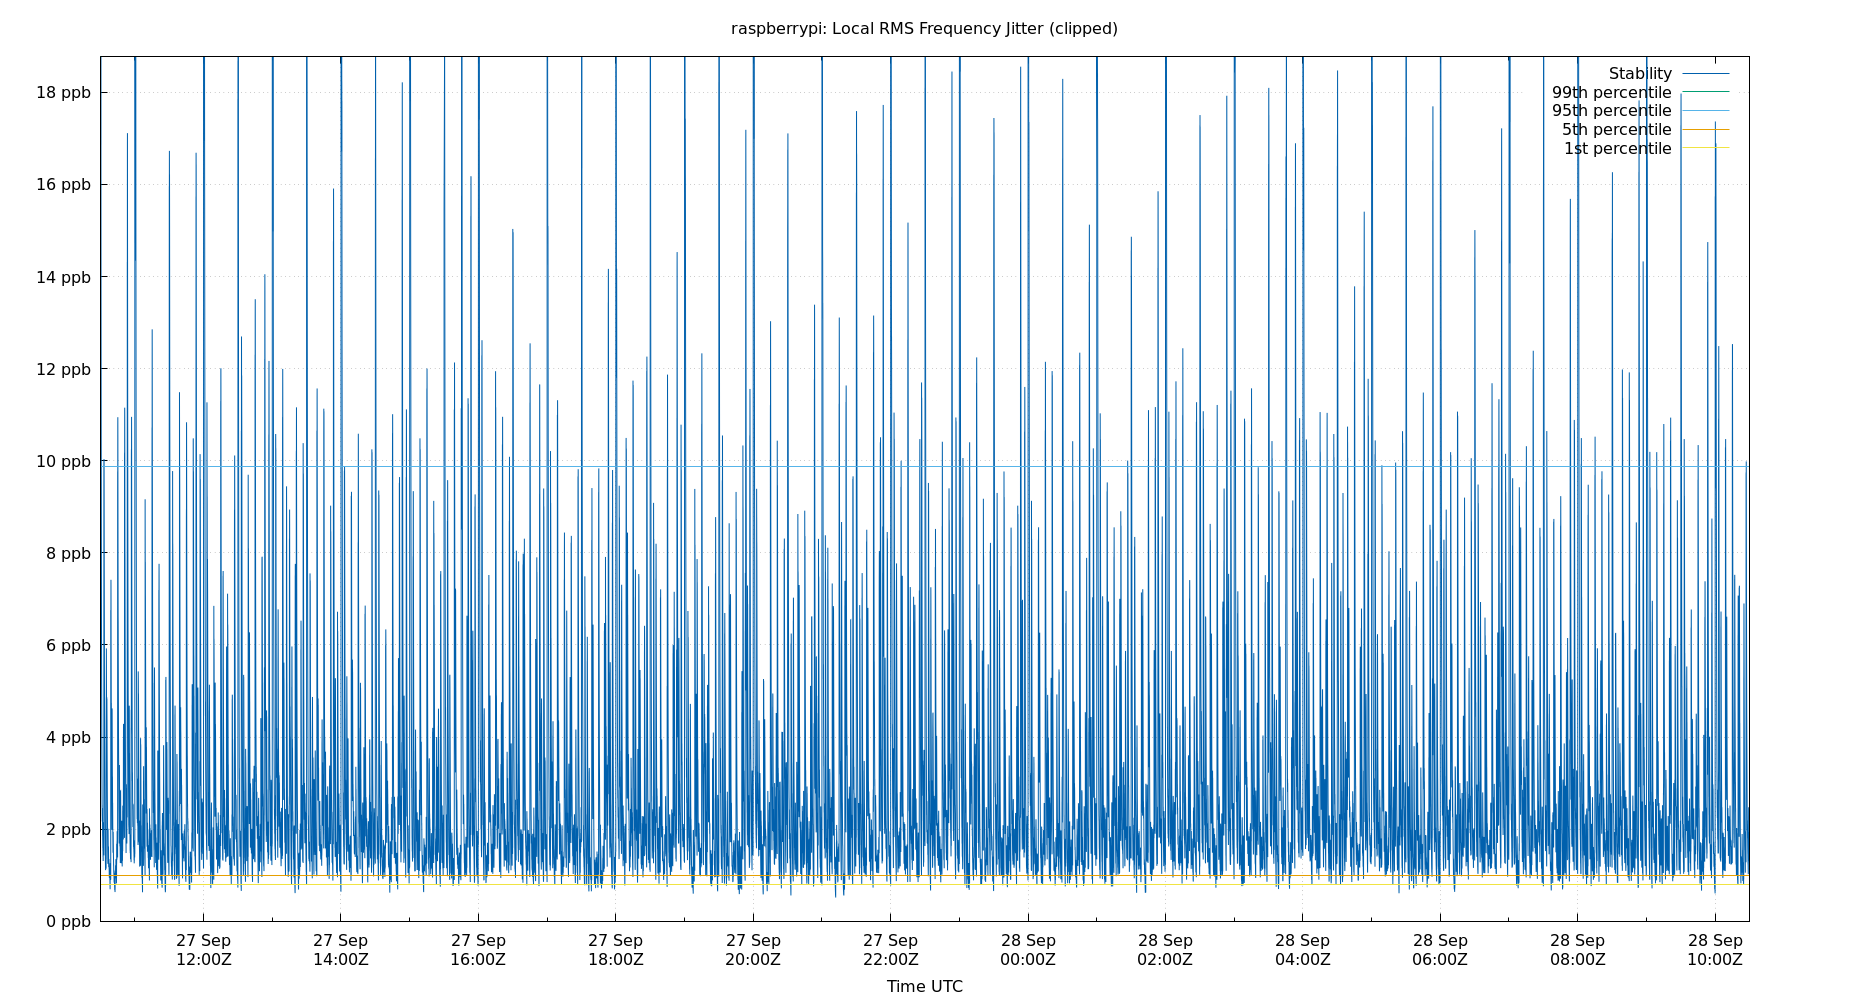 raspberrypi: Local RMS Frequency Jitter (clipped)
Stability
99th percentile
95th percentile
5th percentile
1st percentile
18 ppb
16 ppb
14 ppb
12 ppb
10 ppb
8 ppb
6 ppb
4 ppb
2 ppb
0 ppb
27 Sep 27 Sep 27 Sep 27 Sep 27 Sep 27 Sep 28 Sep 28 Sep 28 Sep 28 Sep 28 Sep 28 Sep
12:00Z 14:00Z 16:00Z 18:00Z 20:00Z 22:00Z 00:00Z 02:00Z 04:00Z 06:00Z 08:00Z 10:00Z
Time UTC